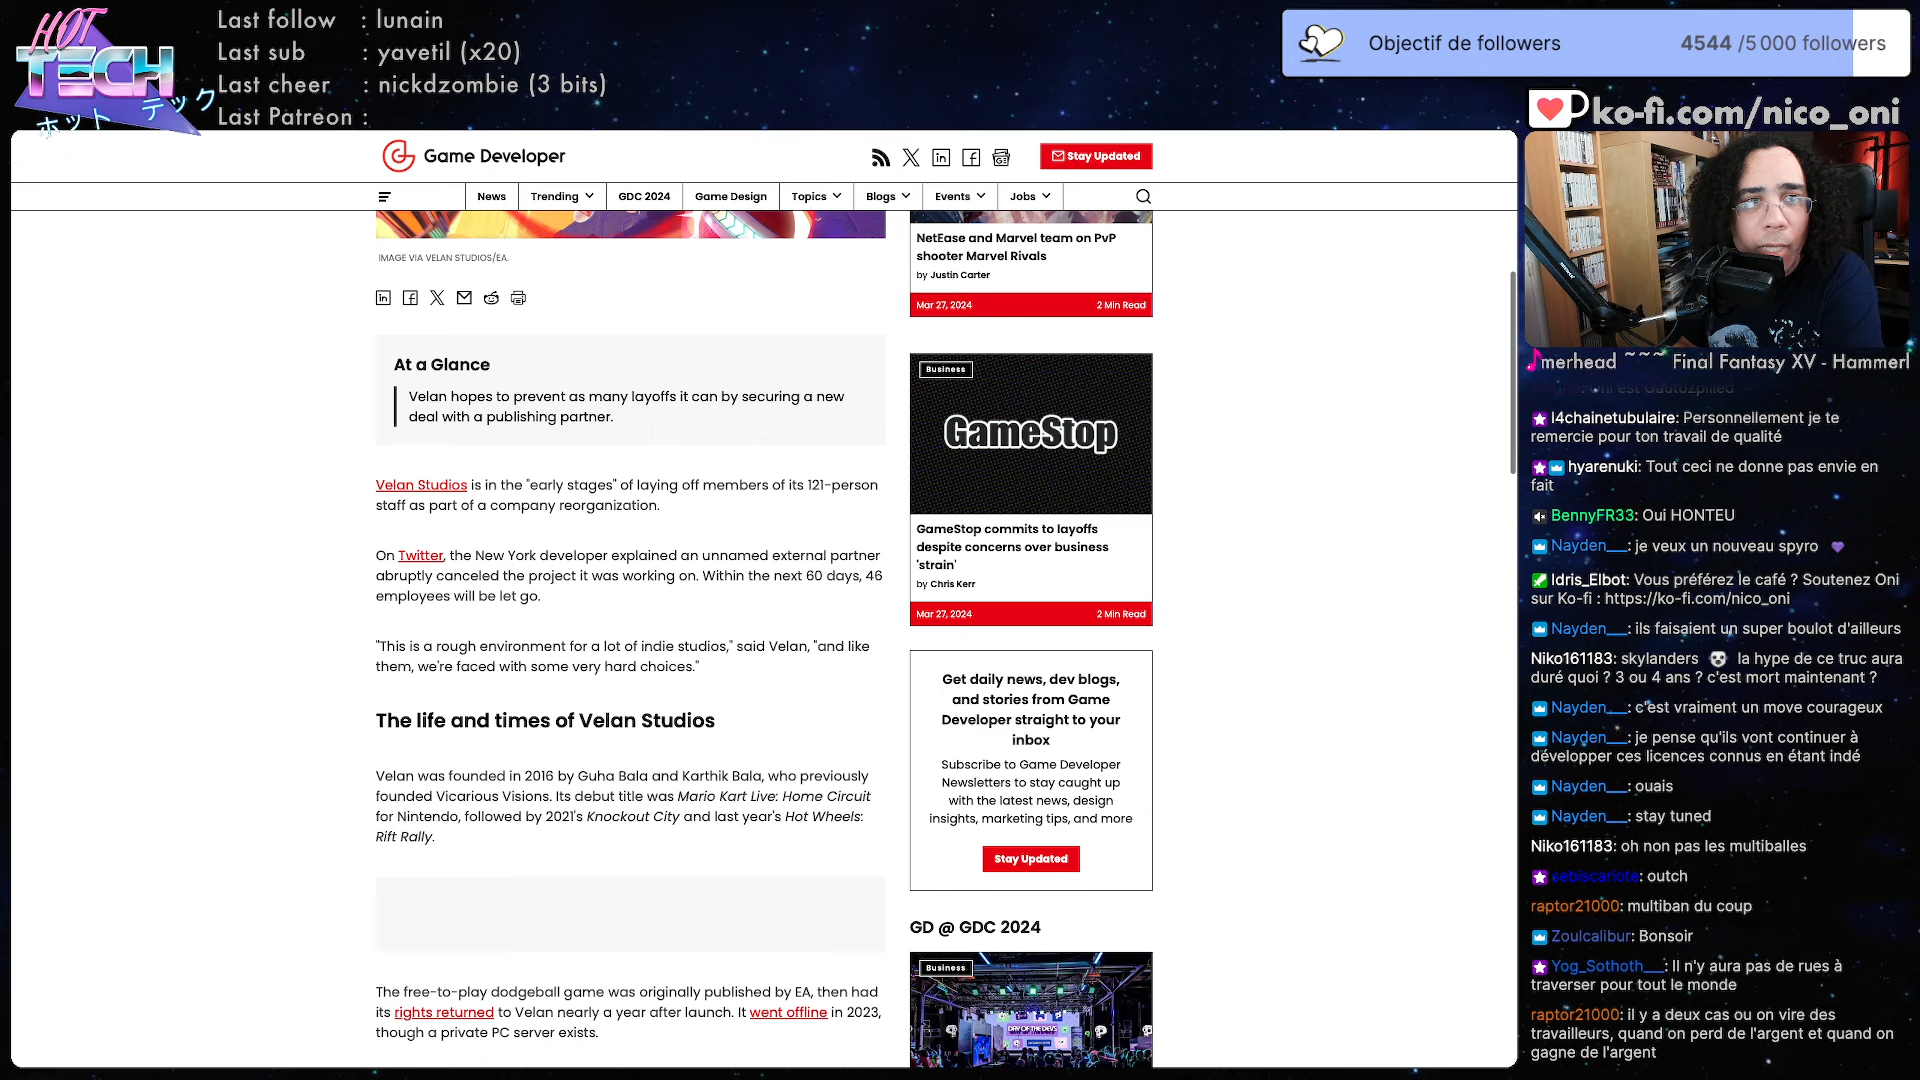 HOT
TECH
ホット テック
Last follow : lunain
Last sub : yavetil (x20)
Last cheer : nickdzombie (3 bits)
Last Patreon :
Objectif de followers 4544 /5 000 followers
ko-fi.com/nico_oni
Game Developer
Stay Updated
News Trending GDC 2024 Game Design Topics Blogs Events Jobs
IMAGE VIA VELAN STUDIOS/EA.
At a Glance
Velan hopes to prevent as many layoffs it can by securing a new
deal with a publishing partner.
Velan Studios is in the "early stages" of laying off members of its 121-person
staff as part of a company reorganization.
On Twitter, the New York developer explained an unnamed external partner
abruptly canceled the project it was working on. Within the next 60 days, 46
employees will be let go.
"This is a rough environment for a lot of indie studios," said Velan, "and like
them, we're faced with some very hard choices."
The life and times of Velan Studios
Velan was founded in 2016 by Guha Bala and Karthik Bala, who previously
founded Vicarious Visions. Its debut title was Mario Kart Live: Home Circuit
for Nintendo, followed by 2021's Knockout City and last year's Hot Wheels:
Rift Rally.
The free-to-play dodgeball game was originally published by EA, then had
its rights returned to Velan nearly a year after launch. It went offline in 2023,
though a private PC server exists.
NetEase and Marvel team on PvP
shooter Marvel Rivals
by Justin Carter
Mar 27, 2024 2 Min Read
Business
GameStop
GameStop commits to layoffs
despite concerns over business
'strain'
by Chris Kerr
Mar 27, 2024 2 Min Read
Get daily news, dev blogs,
and stories from Game
Developer straight to your
inbox
Subscribe to Game Developer
Newsletters to stay caught up
with the latest news, design
insights, marketing tips, and more
Stay Updated
GD @ GDC 2024
Business
DAY OF THE DEVS
merhead ~~~ Final Fantasy XV - Hammerl
l4chainetubulaire: Personnellement je te
remercie pour ton travail de qualité
hyarenuki: Tout ceci ne donne pas envie en
fait
BennyFR33: Oui HONTEU
Nayden__: je veux un nouveau spyro
Idris_Elbot: Vous préférez le café ? Soutenez Oni
sur Ko-fi : https://ko-fi.com/nico_oni
Nayden__: ils faisaient un super boulot d'ailleurs
Niko161183: skylanders la hype de ce truc aura
duré quoi ? 3 ou 4 ans ? c'est mort maintenant ?
Nayden__: c'est vraiment un move courageux
Nayden__: je pense qu'ils vont continuer à
développer ces licences connus en étant indé
Nayden__: ouais
Nayden__: stay tuned
Niko161183: oh non pas les multiballes
sebiscariote: outch
raptor21000: multiban du coup
Zoulcalibur: Bonsoir
Yog_Sothoth__: Il n'y aura pas de rues à
traverser pour tout le monde
raptor21000: il y a deux cas ou on vire des
travailleurs, quand on perd de l'argent et quand on
gagne de l'argent